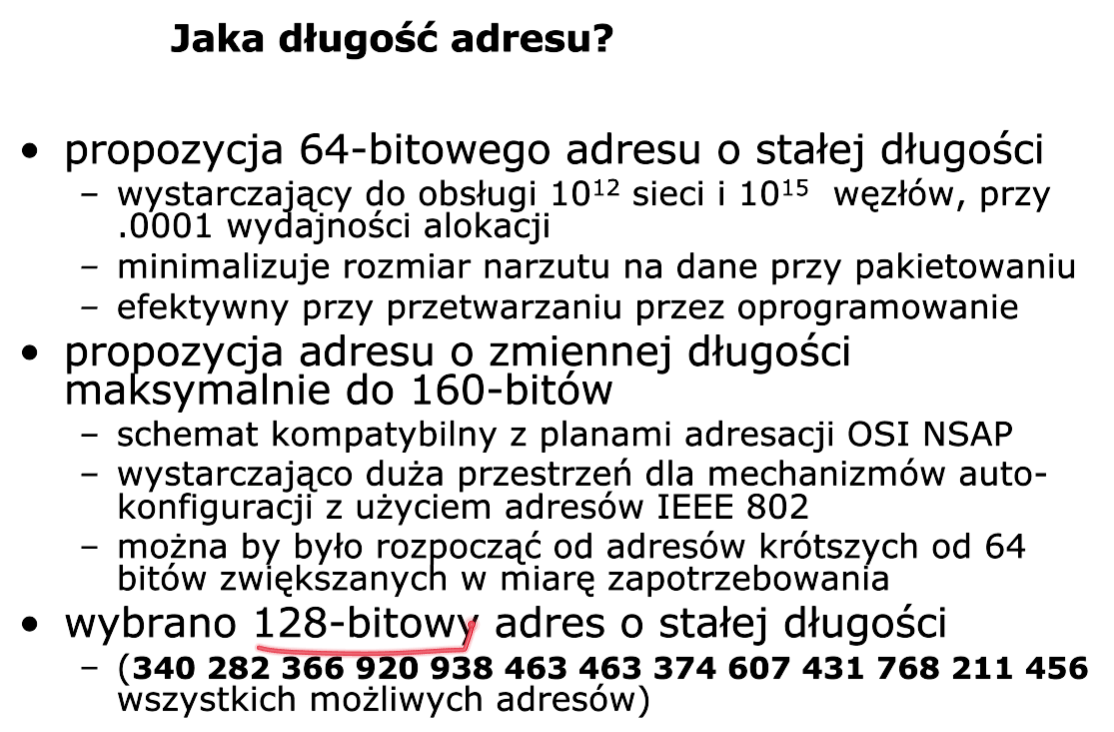 Jaka długość adresu?
• propozycja 64-bitowego adresu o stałej długości
– wystarczający do obsługi 10¹² sieci i 10¹⁵ węzłów, przy
.0001 wydajności alokacji
– minimalizuje rozmiar narzutu na dane przy pakietowaniu
– efektywny przy przetwarzaniu przez oprogramowanie
• propozycja adresu o zmiennej długości
maksymalnie do 160-bitów
– schemat kompatybilny z planami adresacji OSI NSAP
– wystarczająco duża przestrzeń dla mechanizmów auto-
konfiguracji z użyciem adresów IEEE 802
– można by było rozpocząć od adresów krótszych od 64
bitów zwiększanych w miarę zapotrzebowania
• wybrano 128-bitowy adres o stałej długości
– (340 282 366 920 938 463 463 374 607 431 768 211 456
wszystkich możliwych adresów)